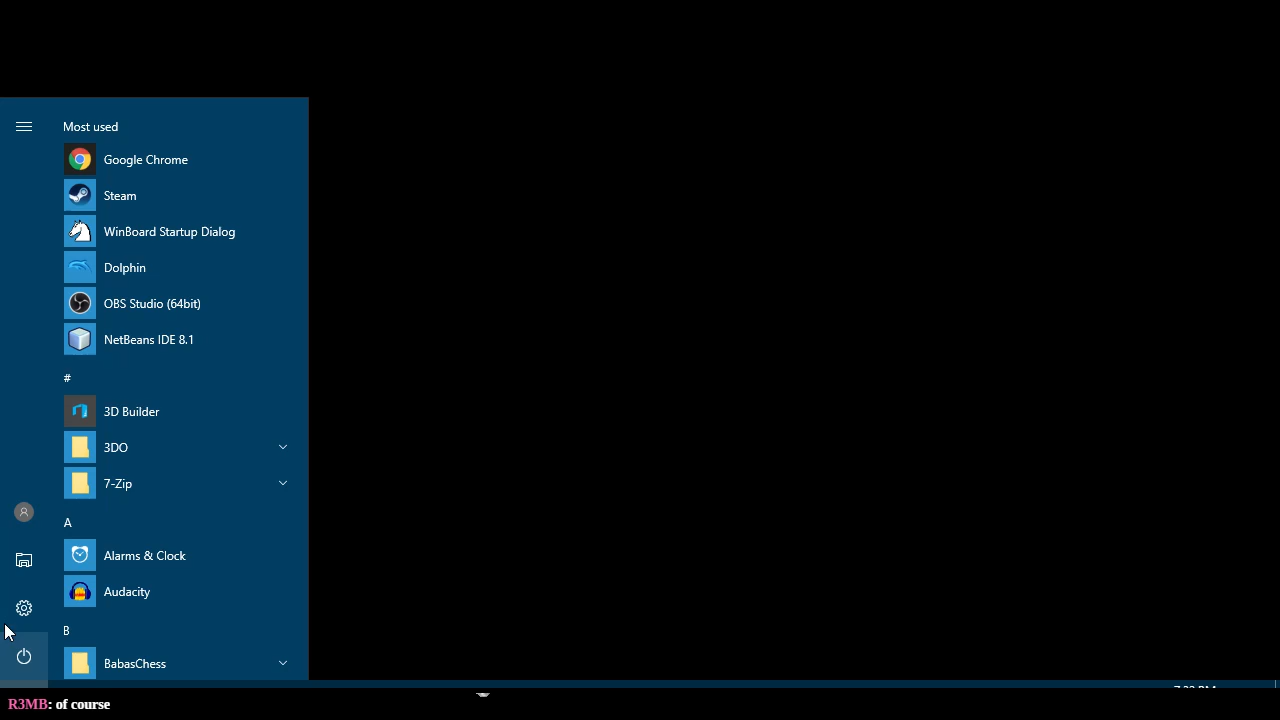 Most used
Google Chrome
Steam
WinBoard Startup Dialog
Dolphin
OBS Studio (64bit)
NetBeans IDE 8.1
#
3D Builder
3DO
7-Zip
A
Alarms & Clock
Audacity
B
BabasChess
R3MB: of course